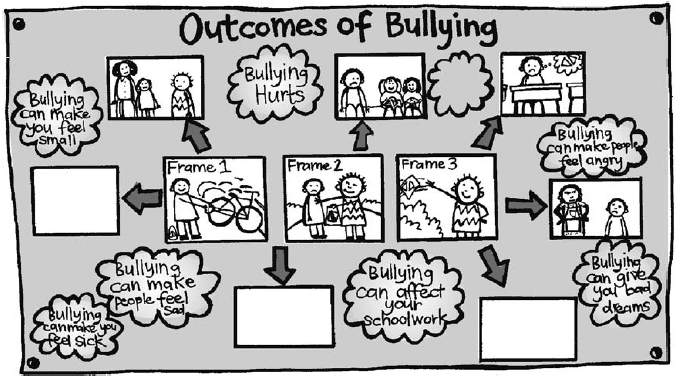 Outcomes of Bullying
Bullying
Hurts
Bullying
can make
you feel
small
Bullying
can make people
feel angry
Frame 1
Frame 2
Frame 3
Bullying
can make
people feel
sad
Bullying
can affect
your
schoolwork
Bullying
can give
you bad
dreams
Bullying
can make you
feel sick